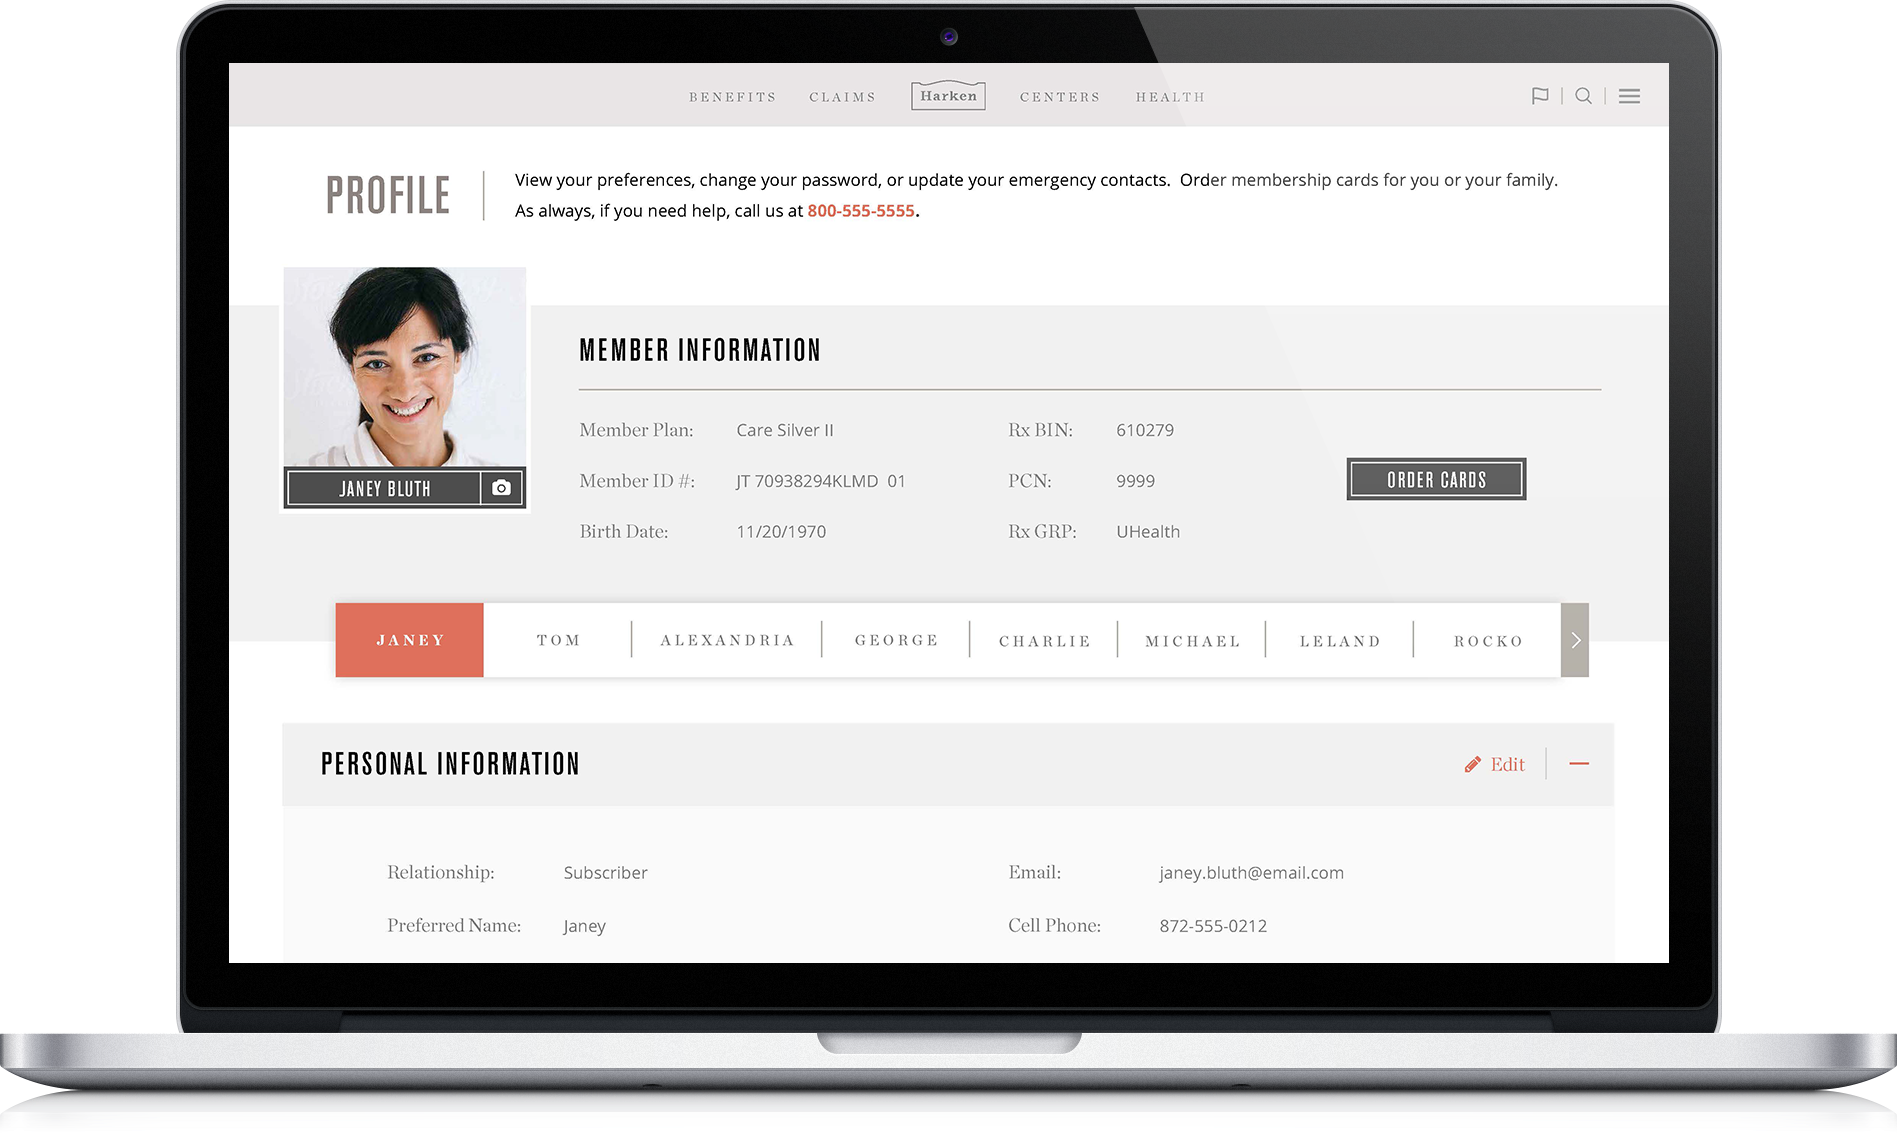 BENEFITS CLAIMS Harken CENTERS HEALTH
PROFILE
View your preferences, change your password, or update your emergency contacts. Order membership cards for you or your family.
As always, if you need help, call us at 800-555-5555.
JANEY BLUTH
MEMBER INFORMATION
Member Plan: Care Silver II Rx BIN: 610279
Member ID #: JT 70938294KLMD 01 PCN: 9999
Birth Date: 11/20/1970 Rx GRP: UHealth
ORDER CARDS
JANEY TOM ALEXANDRIA GEORGE CHARLIE MICHAEL LELAND ROCKO
PERSONAL INFORMATION Edit
Relationship: Subscriber Email: janey.bluth@email.com
Preferred Name: Janey Cell Phone: 872-555-0212